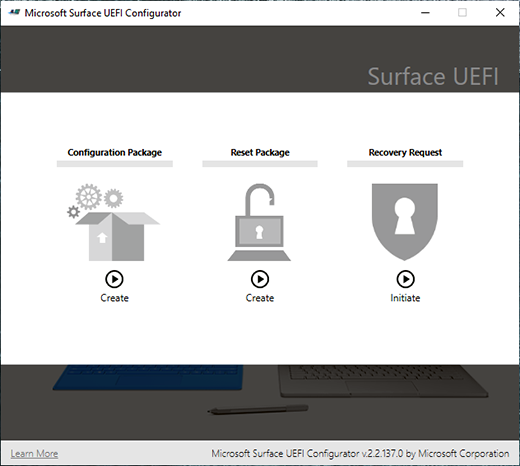 Microsoft Surface UEFI Configurator
Surface UEFI
Configuration Package
Reset Package
Recovery Request
Create
Create
Initiate
Learn More
Microsoft Surface UEFI Configurator v.2.2.137.0 by Microsoft Corporation